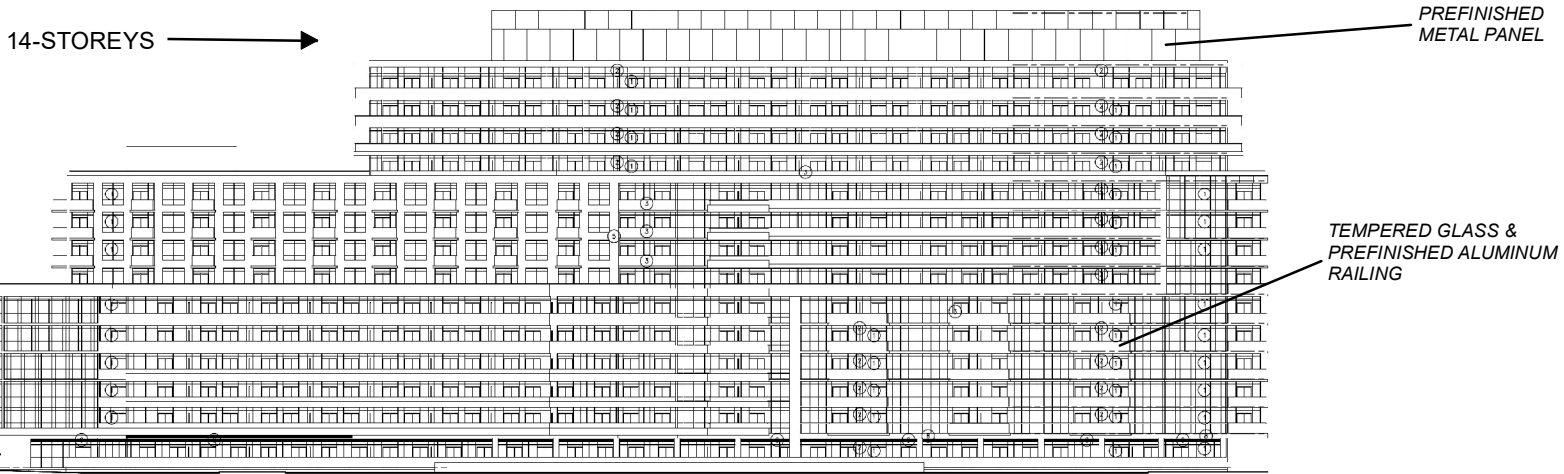 14-STOREYS
PREFINISHED
METAL PANEL
TEMPERED GLASS &
PREFINISHED ALUMINUM
RAILING